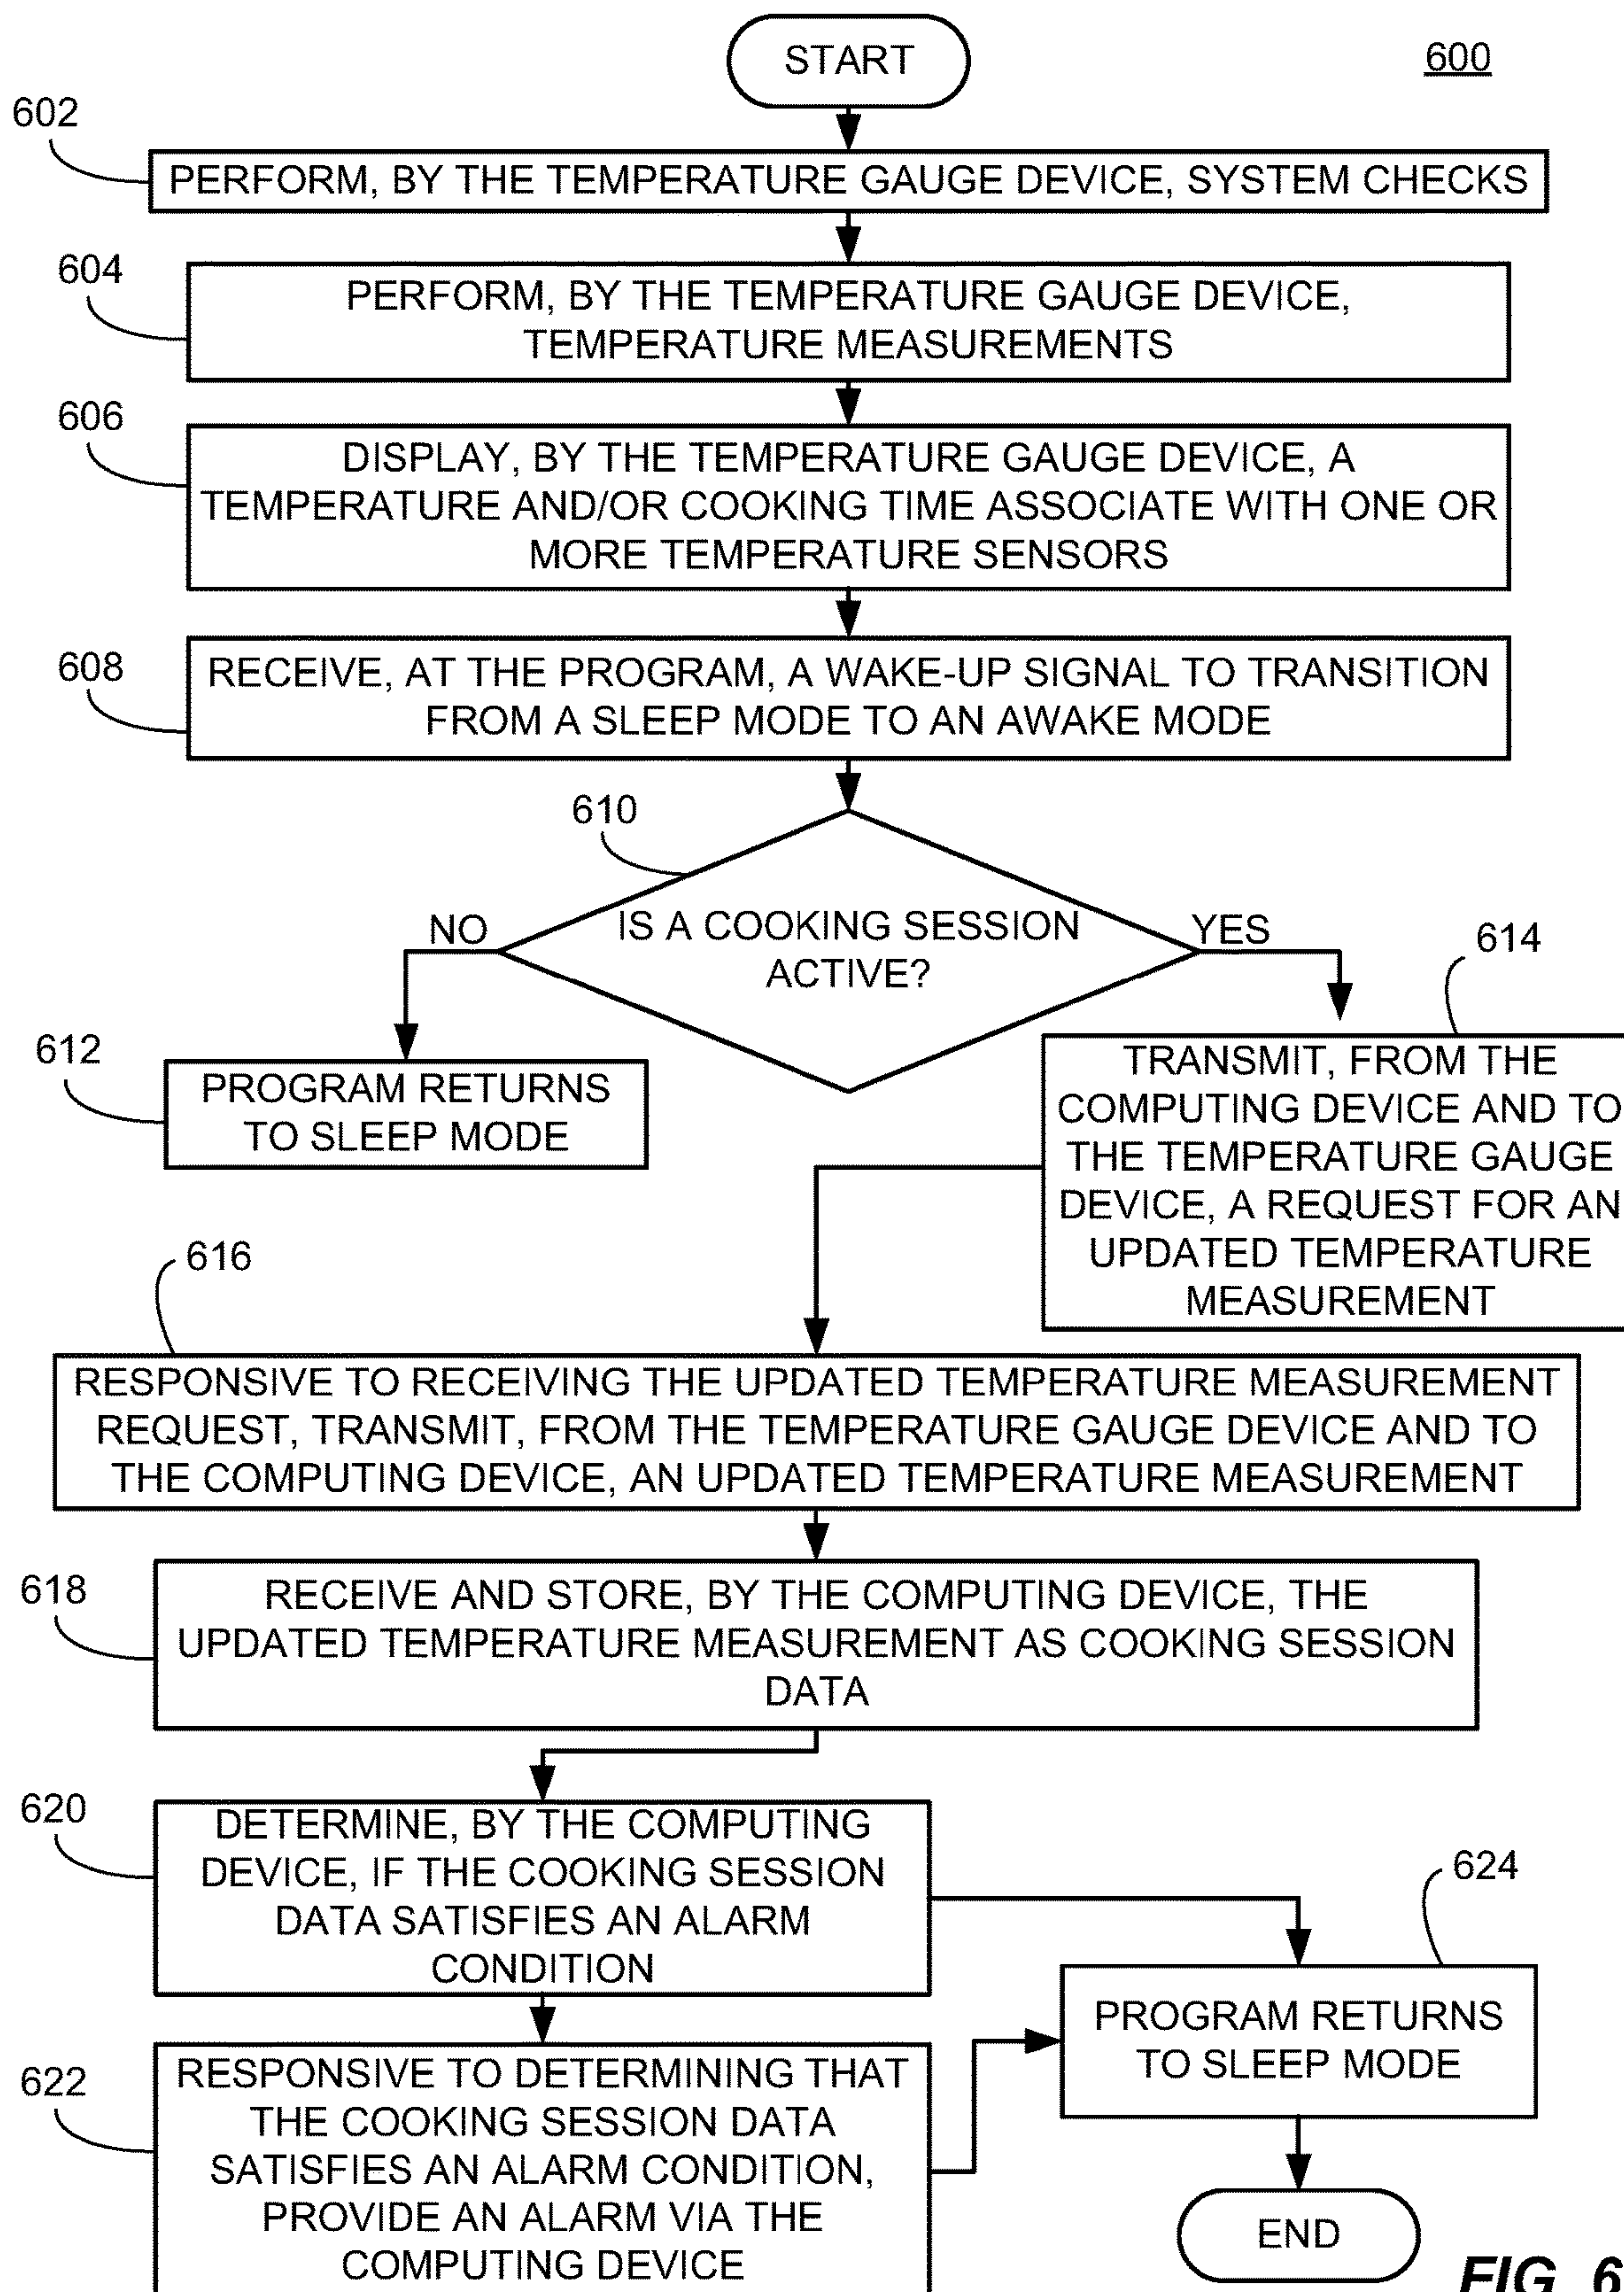 START
600
602
PERFORM, BY THE TEMPERATURE GAUGE DEVICE, SYSTEM CHECKS
604
PERFORM, BY THE TEMPERATURE GAUGE DEVICE,
TEMPERATURE MEASUREMENTS
606
DISPLAY, BY THE TEMPERATURE GAUGE DEVICE, A
TEMPERATURE AND/OR COOKING TIME ASSOCIATE WITH ONE OR
MORE TEMPERATURE SENSORS
608
RECEIVE, AT THE PROGRAM, A WAKE-UP SIGNAL TO TRANSITION
FROM A SLEEP MODE TO AN AWAKE MODE
610
IS A COOKING SESSION
ACTIVE?
NO
YES
612
PROGRAM RETURNS
TO SLEEP MODE
614
TRANSMIT, FROM THE
COMPUTING DEVICE AND TO
THE TEMPERATURE GAUGE
DEVICE, A REQUEST FOR AN
UPDATED TEMPERATURE
MEASUREMENT
616
RESPONSIVE TO RECEIVING THE UPDATED TEMPERATURE MEASUREMENT
REQUEST, TRANSMIT, FROM THE TEMPERATURE GAUGE DEVICE AND TO
THE COMPUTING DEVICE, AN UPDATED TEMPERATURE MEASUREMENT
618
RECEIVE AND STORE, BY THE COMPUTING DEVICE, THE
UPDATED TEMPERATURE MEASUREMENT AS COOKING SESSION
DATA
620
DETERMINE, BY THE COMPUTING
DEVICE, IF THE COOKING SESSION
DATA SATISFIES AN ALARM
CONDITION
622
RESPONSIVE TO DETERMINING THAT
THE COOKING SESSION DATA
SATISFIES AN ALARM CONDITION,
PROVIDE AN ALARM VIA THE
COMPUTING DEVICE
624
PROGRAM RETURNS
TO SLEEP MODE
END
FIG. 6